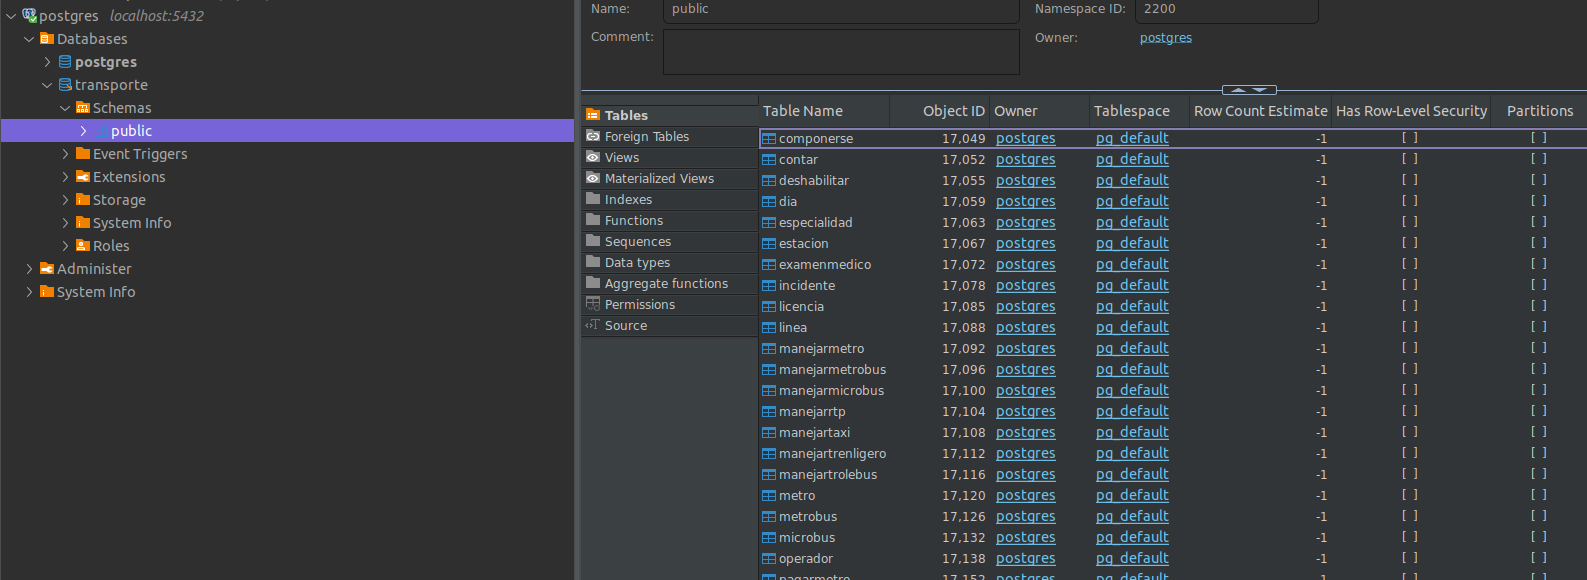 postgres localhost:5432
Databases
postgres
transporte
Schemas
public
Event Triggers
Extensions
Storage
System Info
Roles
Administer
System Info
Name: public Namespace ID: 2200
Comment: Owner: postgres
Tables
Foreign Tables
Views
Materialized Views
Indexes
Functions
Sequences
Data types
Aggregate functions
Permissions
Source
Table Name Object ID Owner Tablespace Row Count Estimate Has Row-Level Security Partitions
componerse 17,049 postgres pg_default -1 [ ] [ ]
contar 17,052 postgres pg_default -1 [ ] [ ]
deshabilitar 17,055 postgres pg_default -1 [ ] [ ]
dia 17,059 postgres pg_default -1 [ ] [ ]
especialidad 17,063 postgres pg_default -1 [ ] [ ]
estacion 17,067 postgres pg_default -1 [ ] [ ]
examenmedico 17,072 postgres pg_default -1 [ ] [ ]
incidente 17,078 postgres pg_default -1 [ ] [ ]
licencia 17,085 postgres pg_default -1 [ ] [ ]
linea 17,088 postgres pg_default -1 [ ] [ ]
manejarmetro 17,092 postgres pg_default -1 [ ] [ ]
manejarmetrobus 17,096 postgres pg_default -1 [ ] [ ]
manejarmicrobus 17,100 postgres pg_default -1 [ ] [ ]
manejarrtp 17,104 postgres pg_default -1 [ ] [ ]
manejartaxi 17,108 postgres pg_default -1 [ ] [ ]
manejartrenligero 17,112 postgres pg_default -1 [ ] [ ]
manejartrolebus 17,116 postgres pg_default -1 [ ] [ ]
metro 17,120 postgres pg_default -1 [ ] [ ]
metrobus 17,126 postgres pg_default -1 [ ] [ ]
microbus 17,132 postgres pg_default -1 [ ] [ ]
operador 17,138 postgres pg_default -1 [ ] [ ]
pagarmetro 17,152 postgres pg_default -1 [ ] [ ]